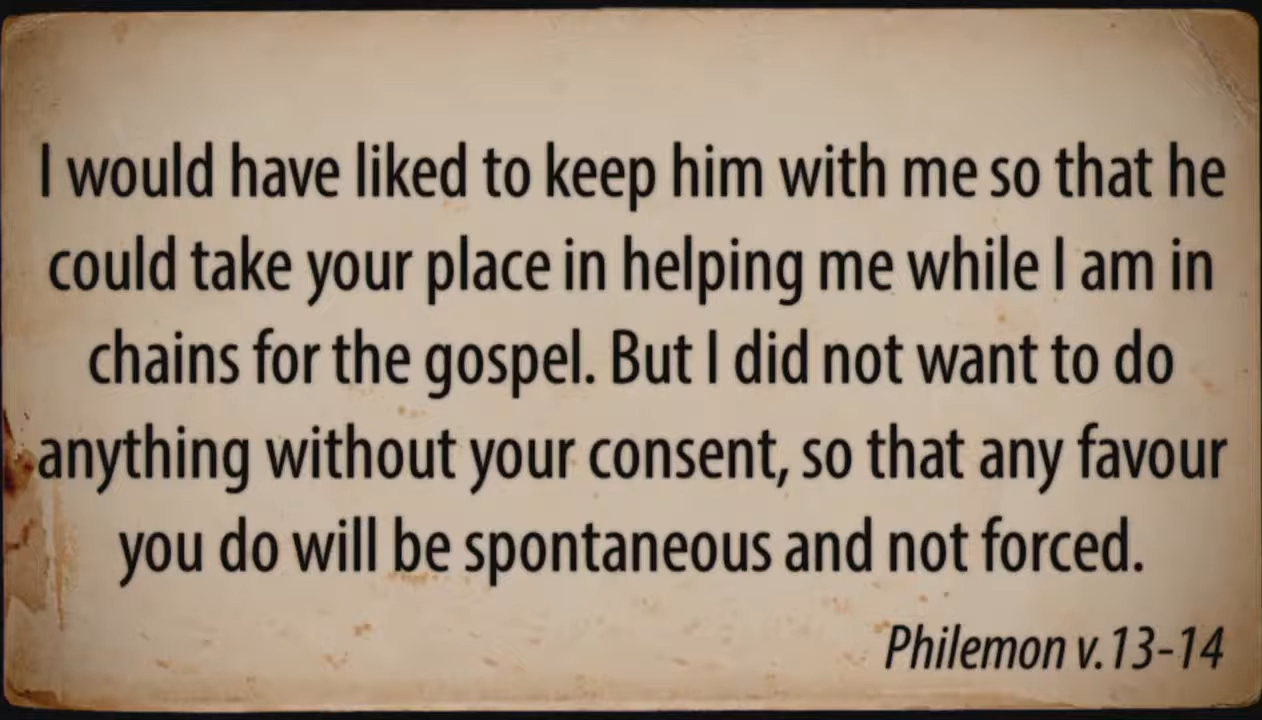 I would have liked to keep him with me so that he
could take your place in helping me while I am in
chains for the gospel. But I did not want to do
anything without your consent, so that any favour
you do will be spontaneous and not forced.
Philemon v.13-14